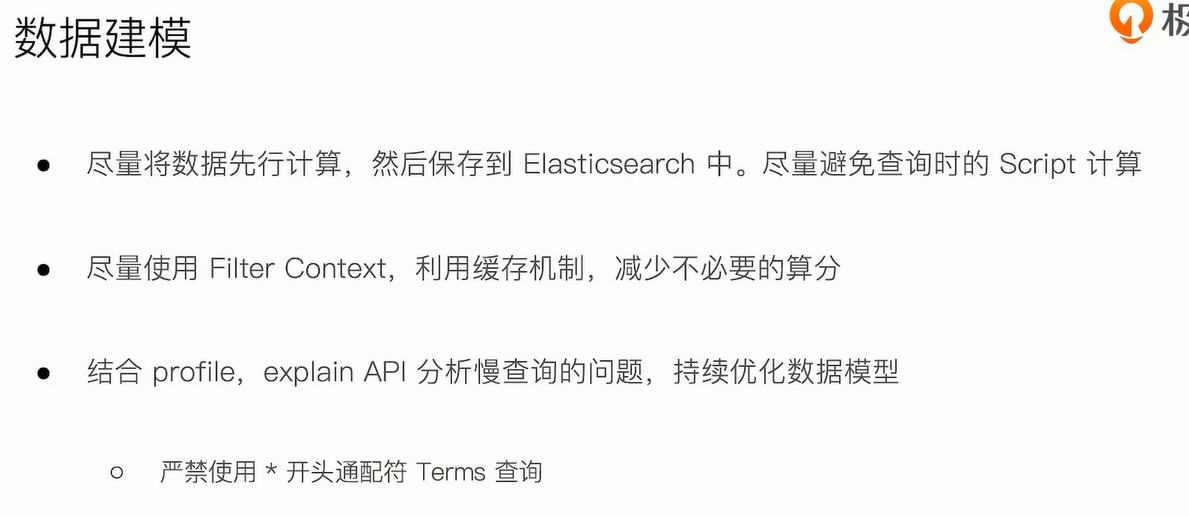 数据建模
极
● 尽量将数据先行计算，然后保存到 Elasticsearch 中。尽量避免查询时的 Script 计算
● 尽量使用 Filter Context，利用缓存机制，减少不必要的算分
● 结合 profile，explain API 分析慢查询的问题，持续优化数据模型
○ 严禁使用 * 开头通配符 Terms 查询